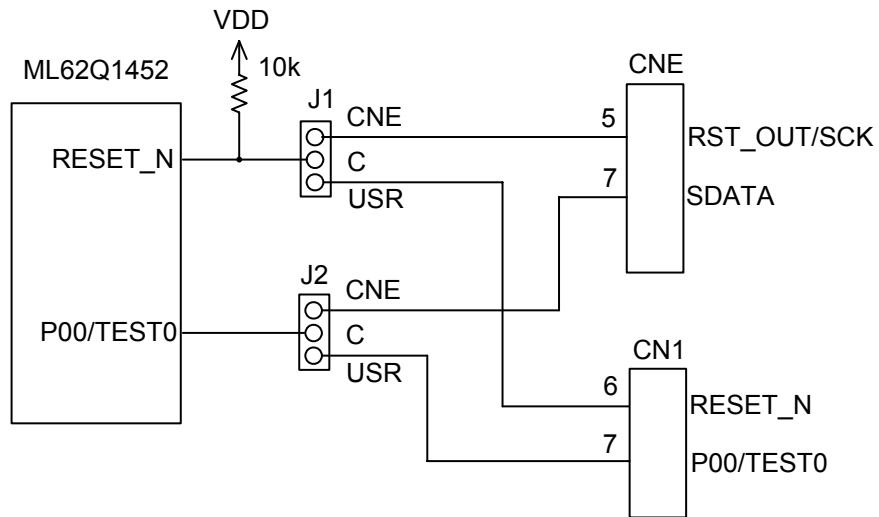 VDD
10k
ML62Q1452
CNE
J1
CNE
5
RST_OUT/SCK
RESET_N
C
7
USR
SDATA
J2
CNE
P00/TEST0
C
CN1
USR
6
RESET_N
7
P00/TEST0